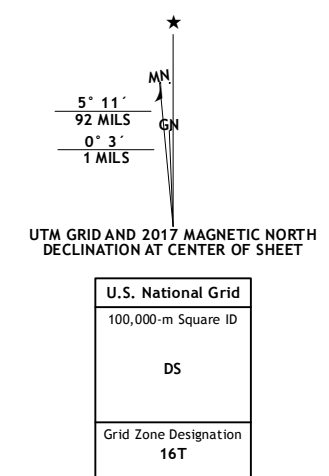 MN
5° 11´
92 MILS
GN
0° 3´
1 MILS
UTM GRID AND 2017 MAGNETIC NORTH
DECLINATION AT CENTER OF SHEET
U.S. National Grid
100,000-m Square ID
DS
Grid Zone Designation
16T